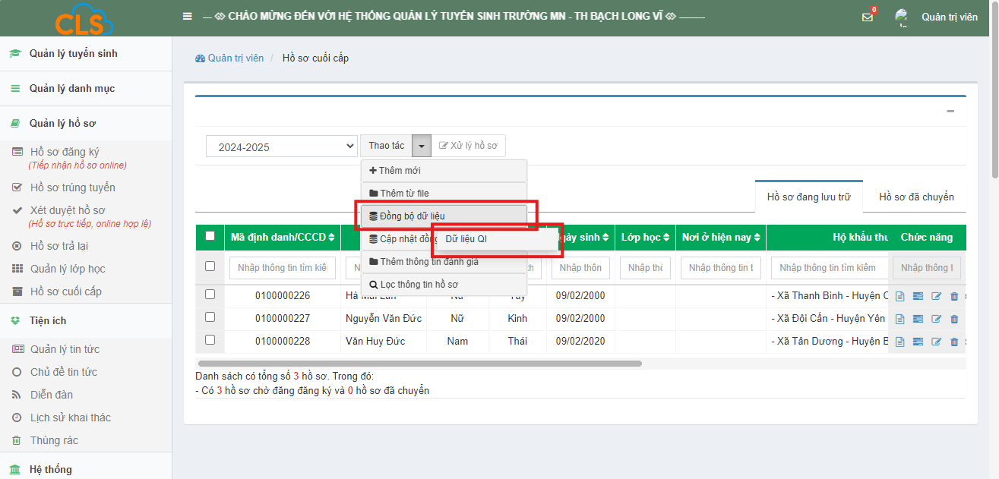 CLS
--- CHÀO MỪNG ĐẾN VỚI HỆ THỐNG QUẢN LÝ TUYỂN SINH TRƯỜNG MN - TH BẠCH LONG VĨ --------
0
Quản trị viên
Quản lý tuyển sinh
Quản lý danh mục
Quản lý hồ sơ
Hồ sơ đăng ký
(Tiếp nhận hồ sơ online)
Hồ sơ trúng tuyển
Xét duyệt hồ sơ
(Hồ sơ trực tiếp, online hợp lệ)
Hồ sơ trả lại
Quản lý lớp học
Hồ sơ cuối cấp
Tiện ích
Quản lý tin tức
Chủ đề tin tức
Diễn đàn
Lịch sử khai thác
Thùng rác
Hệ thống
Quản trị viên / Hồ sơ cuối cấp
2024-2025
Thao tác
Xử lý hồ sơ
Thêm mới
Thêm từ file
Đồng bộ dữ liệu
Cập nhật đồng
Dữ liệu QI
Thêm thông tin đánh giá
Lọc thông tin hồ sơ
Hồ sơ đang lưu trữ
Hồ sơ đã chuyển
Mã định danh/CCCD gày sinh Lớp học Nơi ở hiện nay Hộ khẩu thư Chức năng
Nhập thông tin tìm kiế Nhập thôn Nhập thô Nhập thông tin t Nhập thông tin tìm kiếm Nhập thông t
0100000226 Hà Mai Lan Nữ Tày 09/02/2000 - Xã Thanh Bình - Huyện C
0100000227 Nguyễn Văn Đức Nữ Kinh 09/02/2000 - Xã Đội Cấn - Huyện Yên
0100000228 Văn Huy Đức Nam Thái 09/02/2020 - Xã Tân Dương - Huyện B
Danh sách có tổng số 3 hồ sơ. Trong đó:
- Có 3 hồ sơ chờ đăng đăng ký và 0 hồ sơ đã chuyển